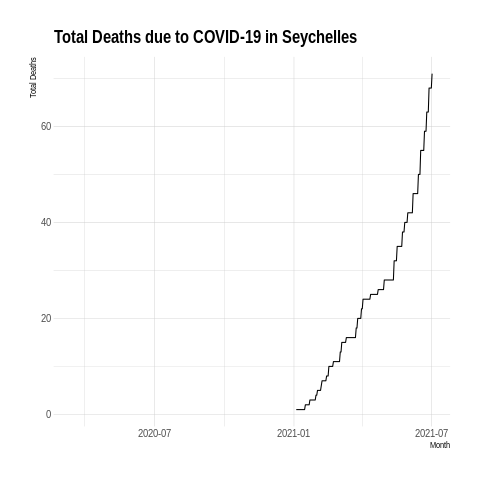 Total Deaths due to COVID-19 in Seychelles
Total Deaths
60
40
20
0
2020-07 2021-01 2021-07
Month